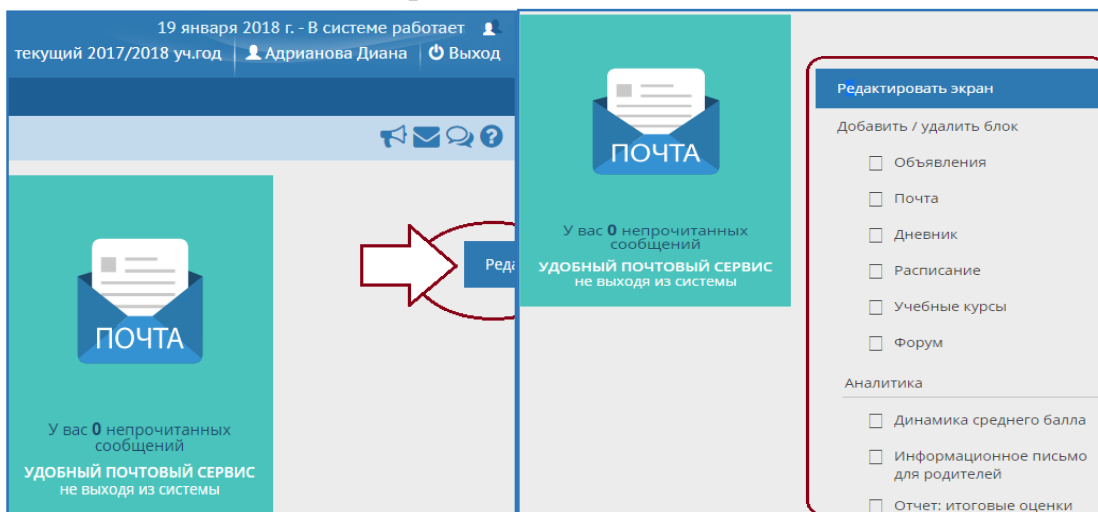 19 января 2018 г. - В системе работает
текущий 2017/2018 уч.год Адрианова Диана Выход
ПОЧТА
У вас 0 непрочитанных
сообщений
УДОБНЫЙ ПОЧТОВЫЙ СЕРВИС
не выходя из системы
Реда
ПОЧТА
У вас 0 непрочитанных
сообщений
УДОБНЫЙ ПОЧТОВЫЙ СЕРВИС
не выходя из системы
Редактировать экран
Добавить / удалить блок
Объявления
Почта
Дневник
Расписание
Учебные курсы
Форум
Аналитика
Динамика среднего балла
Информационное письмо
для родителей
Отчет: итоговые оценки